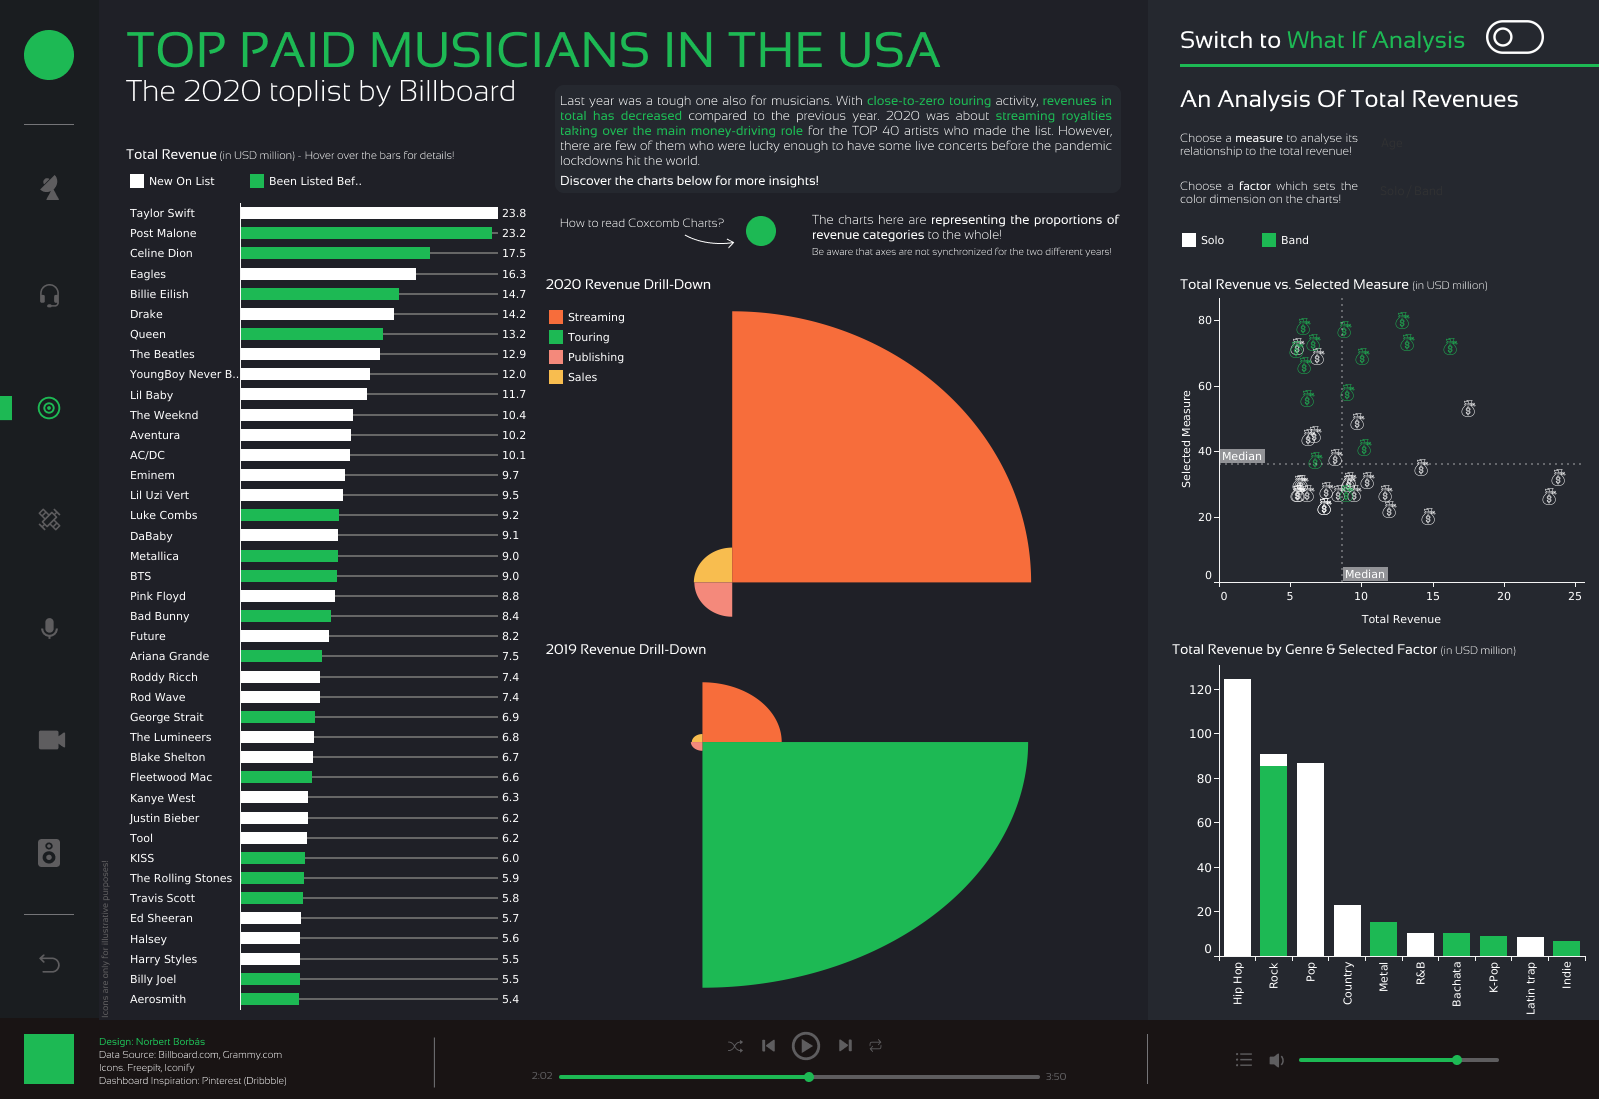 TOP PAID MUSICIANS IN THE USA
The 2020 toplist by Billboard
Last year was a tough one also for musicians. With close-to-zero touring activity, revenues in
total has decreased compared to the previous year. 2020 was about streaming royalties
taking over the main money-driving role for the TOP 40 artists who made the list. However,
there are few of them who were lucky enough to have some live concerts before the pandemic
lockdowns hit the world.
Discover the charts below for more insights!
Total Revenue (in USD million) - Hover over the bars for details!
New On List
Been Listed Bef..
Taylor Swift 23.8
Post Malone 23.2
Celine Dion 17.5
Eagles 16.3
Billie Eilish 14.7
Drake 14.2
Queen 13.2
The Beatles 12.9
YoungBoy Never B.. 12.0
Lil Baby 11.7
The Weeknd 10.4
Aventura 10.2
AC/DC 10.1
Eminem 9.7
Lil Uzi Vert 9.5
Luke Combs 9.2
DaBaby 9.1
Metallica 9.0
BTS 9.0
Pink Floyd 8.8
Bad Bunny 8.4
Future 8.2
Ariana Grande 7.5
Roddy Ricch 7.4
Rod Wave 7.4
George Strait 6.9
The Lumineers 6.8
Blake Shelton 6.7
Fleetwood Mac 6.6
Kanye West 6.3
Justin Bieber 6.2
Tool 6.2
KISS 6.0
The Rolling Stones 5.9
Travis Scott 5.8
Ed Sheeran 5.7
Halsey 5.6
Harry Styles 5.5
Billy Joel 5.5
Aerosmith 5.4
Icons are only for illustrative purposes!
How to read Coxcomb Charts?
The charts here are representing the proportions of
revenue categories to the whole!
Be aware that axes are not synchronized for the two different years!
2020 Revenue Drill-Down
Streaming
Touring
Publishing
Sales
2019 Revenue Drill-Down
Switch to What If Analysis
An Analysis Of Total Revenues
Choose a measure to analyse its
relationship to the total revenue!
Age
Choose a factor which sets the
color dimension on the charts!
Solo / Band
Solo
Band
Total Revenue vs. Selected Measure (in USD million)
Selected Measure
80
60
40
20
0
Median
Median
0 5 10 15 20 25
Total Revenue
Total Revenue by Genre & Selected Factor (in USD million)
120
100
80
60
40
20
0
Hip Hop
Rock
Pop
Country
Metal
R&B
Bachata
K-Pop
Latin trap
Indie
Design: Norbert Borbás
Data Source: Billboard.com, Grammy.com
Icons. Freepik, Iconify
Dashboard Inspiration: Pinterest (Dribbble)
2:02
3:50